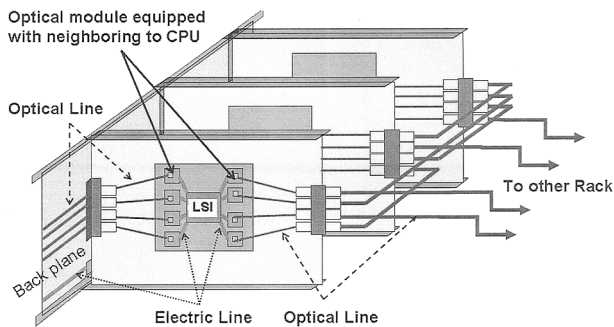 Optical module equipped
with neighboring to CPU
Optical Line
LSI
To other Rack
Back plane
Electric Line
Optical Line